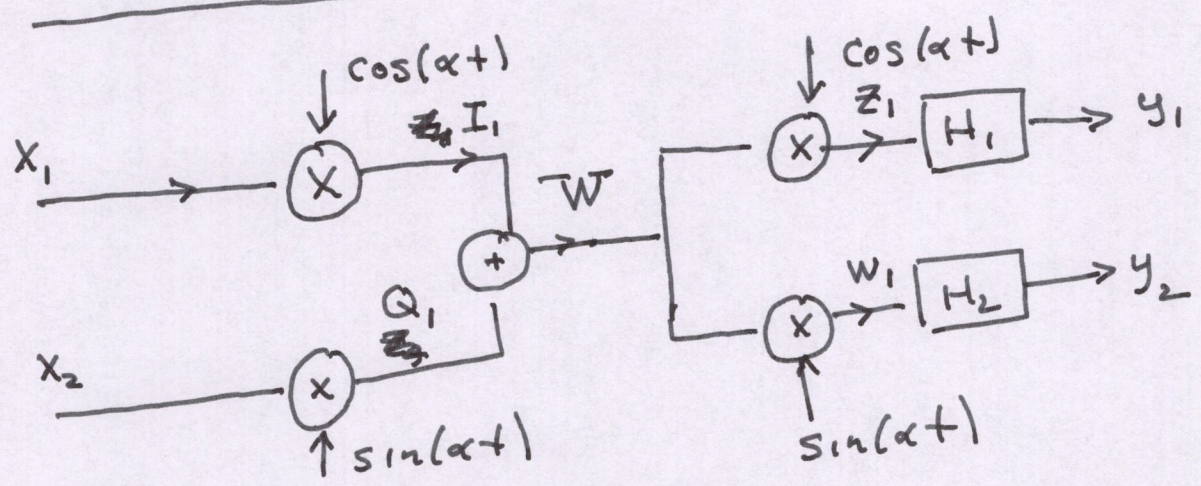 cos(αt)
cos(αt)
I₁
Z₁
X₁
X
X
H₁
y₁
W
+
Q₁
W₁
H₂
y₂
X₂
X
X
sin(αt)
sin(αt)